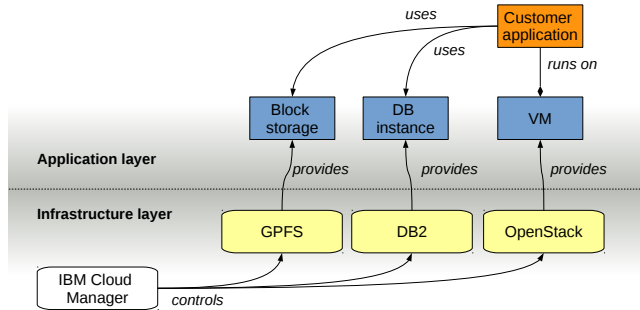 uses
Customer
application
uses
runs on
Block
storage
DB
instance
VM
Application layer
provides
provides
provides
Infrastructure layer
GPFS
DB2
OpenStack
IBM Cloud
Manager
controls